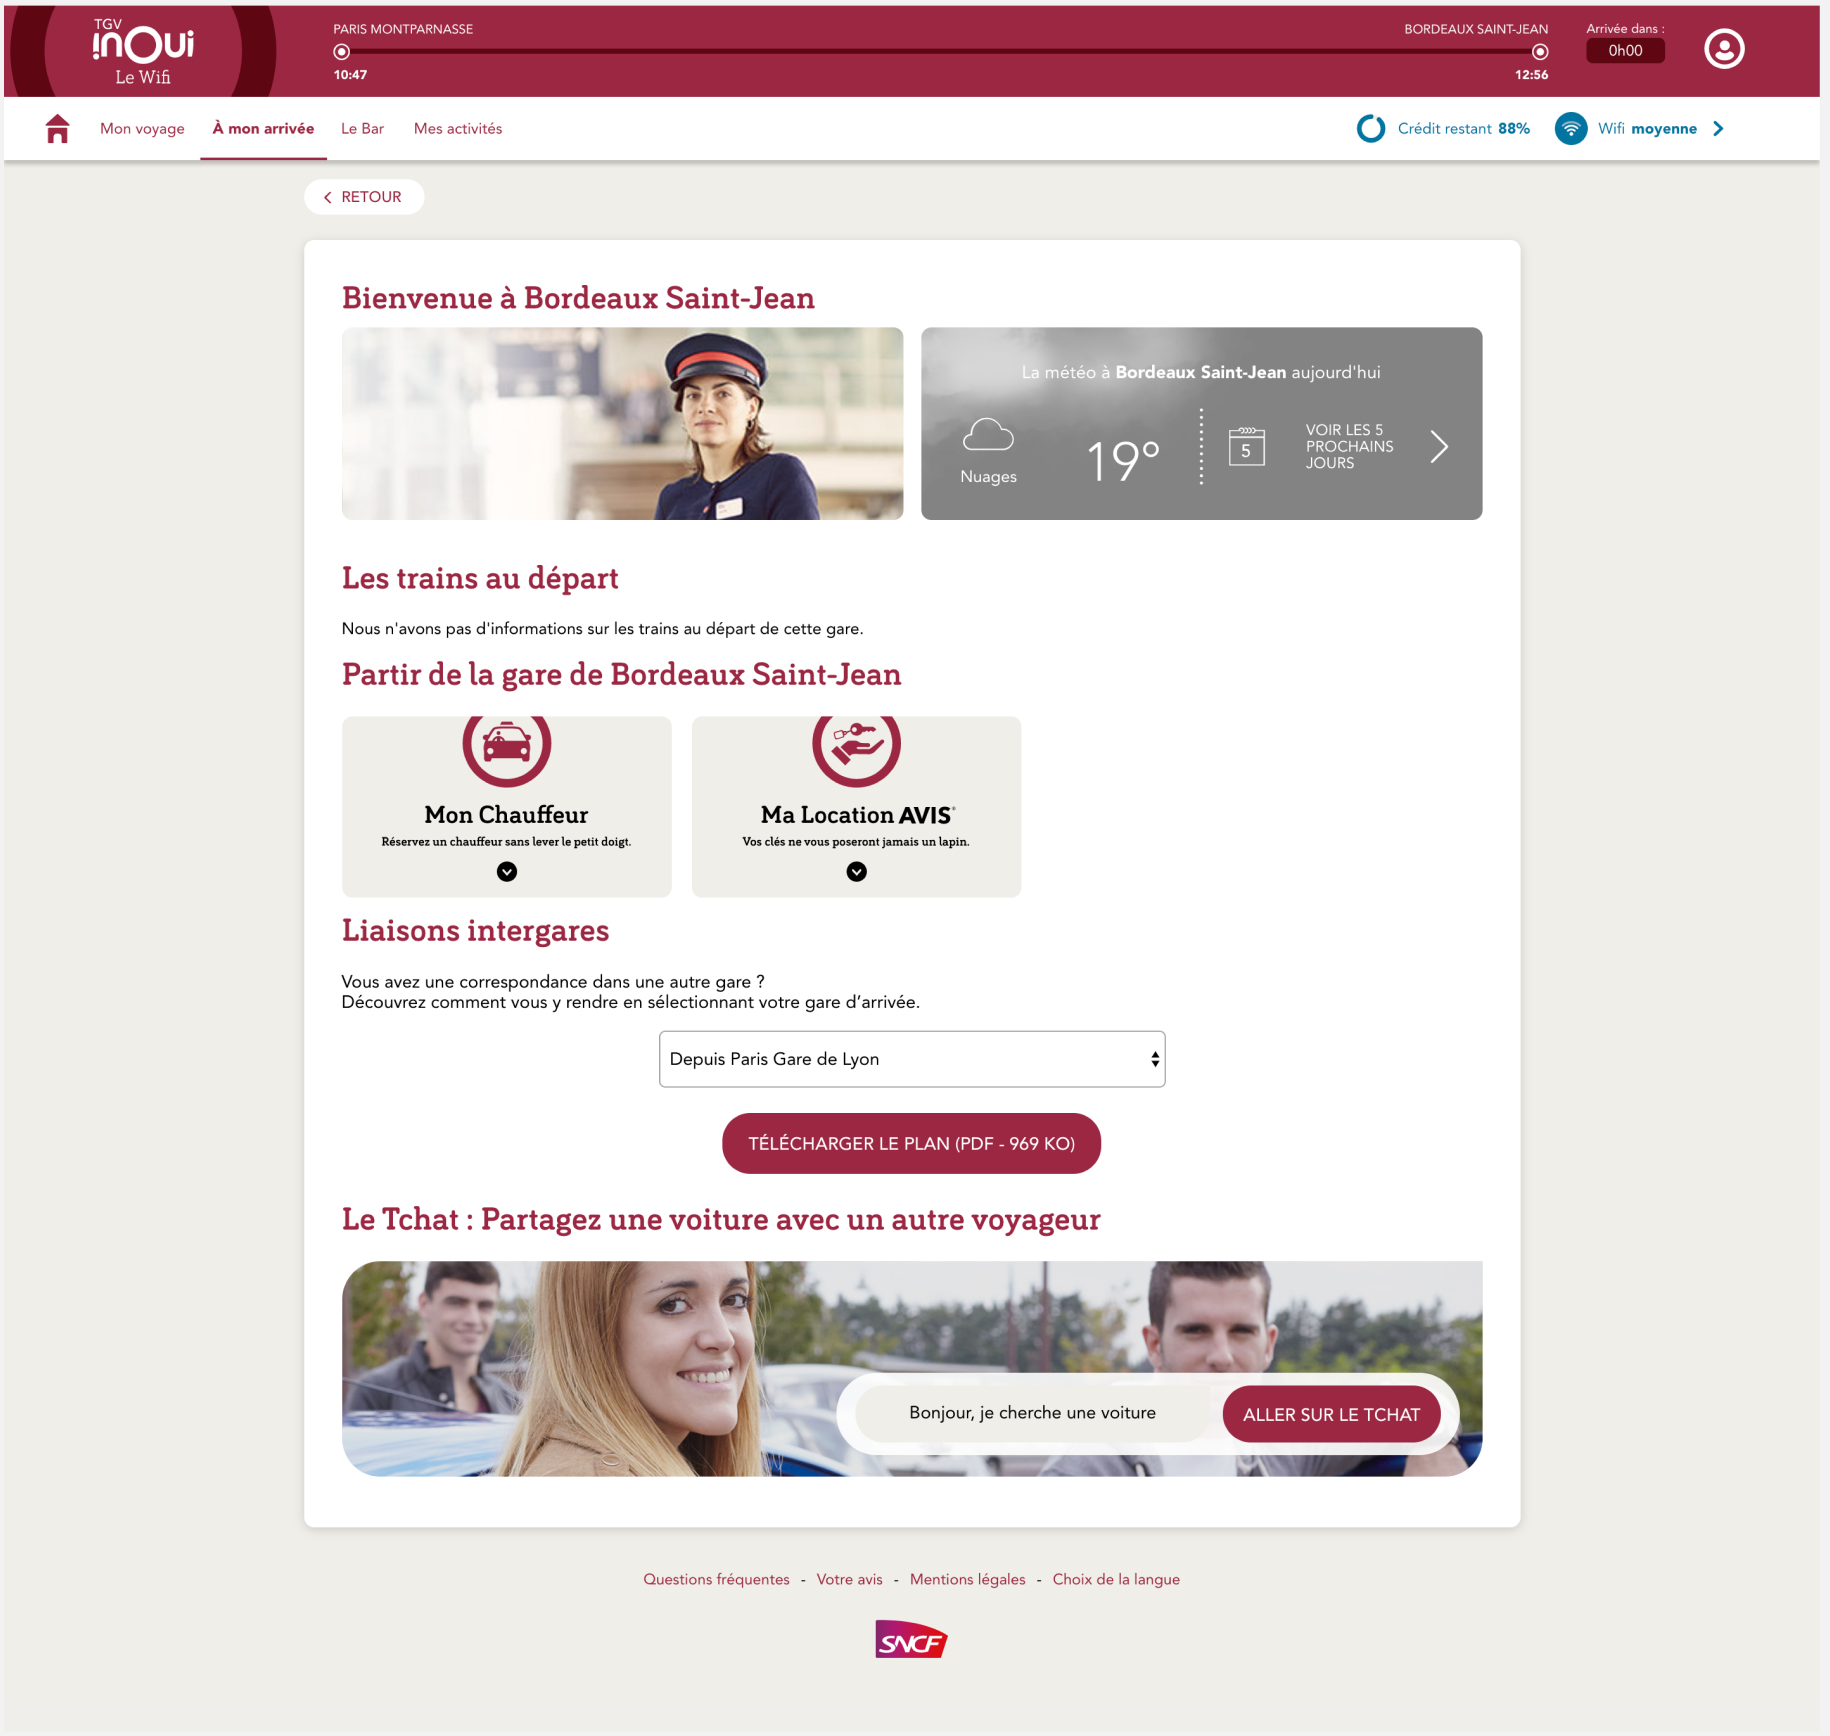 TGV
inOui
Le Wifi
PARIS MONTPARNASSE
10:47
BORDEAUX SAINT-JEAN
12:56
Arrivée dans :
0h00
Mon voyage
À mon arrivée
Le Bar
Mes activités
Crédit restant 88%
Wifi moyenne
RETOUR
Bienvenue à Bordeaux Saint-Jean
La météo à Bordeaux Saint-Jean aujourd'hui
Nuages
19°
5
VOIR LES 5
PROCHAINS
JOURS
Les trains au départ
Nous n'avons pas d'informations sur les trains au départ de cette gare.
Partir de la gare de Bordeaux Saint-Jean
Mon Chauffeur
Réservez un chauffeur sans lever le petit doigt.
Ma Location AVIS®
Vos clés ne vous poseront jamais un lapin.
Liaisons intergares
Vous avez une correspondance dans une autre gare ?
Découvrez comment vous y rendre en sélectionnant votre gare d’arrivée.
Depuis Paris Gare de Lyon
TÉLÉCHARGER LE PLAN (PDF - 969 KO)
Le Tchat : Partagez une voiture avec un autre voyageur
Bonjour, je cherche une voiture
ALLER SUR LE TCHAT
Questions fréquentes - Votre avis - Mentions légales - Choix de la langue
SNCF